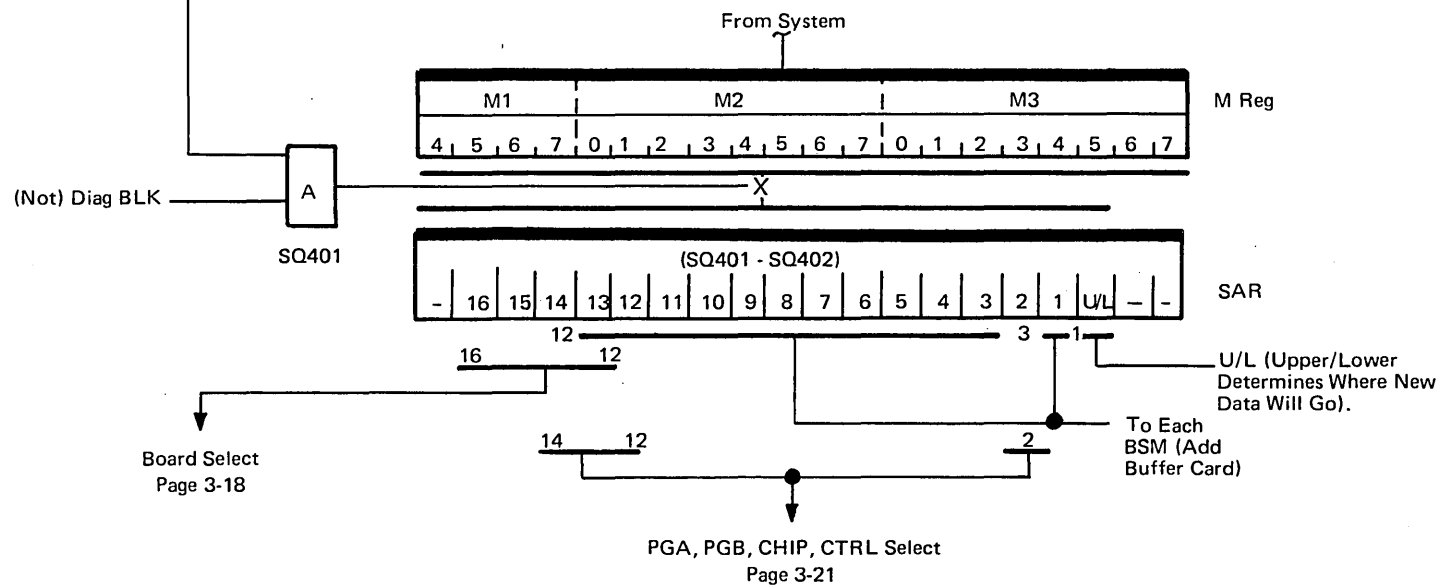 From System
M1 M2 M3
M Reg
4 5 6 7 0 1 2 3 4 5 6 7 0 1 2 3 4 5 6 7
(Not) Diag BLK
A
X
SQ401
(SQ401 - SQ402)
- 16 15 14 13 12 11 10 9 8 7 6 5 4 3 2 1 U/L — -
SAR
12 3 1
16 12
U/L (Upper/Lower
Determines Where New
Data Will Go).
14 12 2
To Each
BSM (Add
Buffer Card)
Board Select
Page 3-18
PGA, PGB, CHIP, CTRL Select
Page 3-21